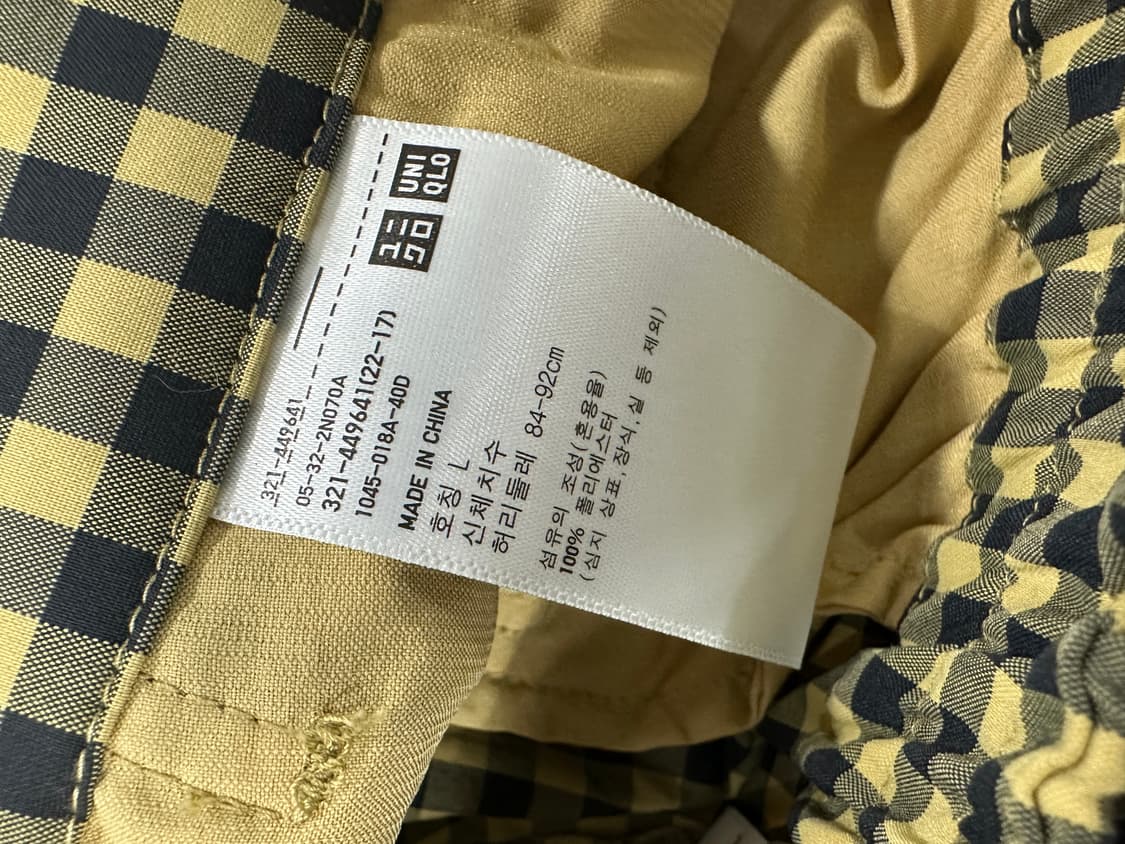 UNI
QLO
ユニ
クロ
321-449641
05-32-2N070A
321-449641(22-17)
1045-018A-40D
MADE IN CHINA
호칭 L
신체치수
허리둘레 84-92cm
섬유의 조성(혼용율)
100% 폴리에스터
(심지 상표,장식,실 등 제외)